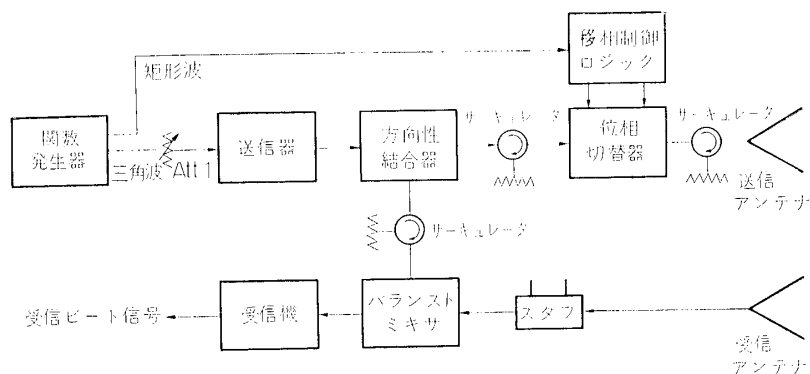 移相制御
ロジック
矩形波
サーキュレータ
サーキュレータ
関数
発生器
三角波
Att 1
送信器
方向性
結合器
位相
切替器
送信
アンテナ
サーキュレータ
受信ビート信号
受信機
バランスト
ミキサ
スタフ
受信
アンテナ